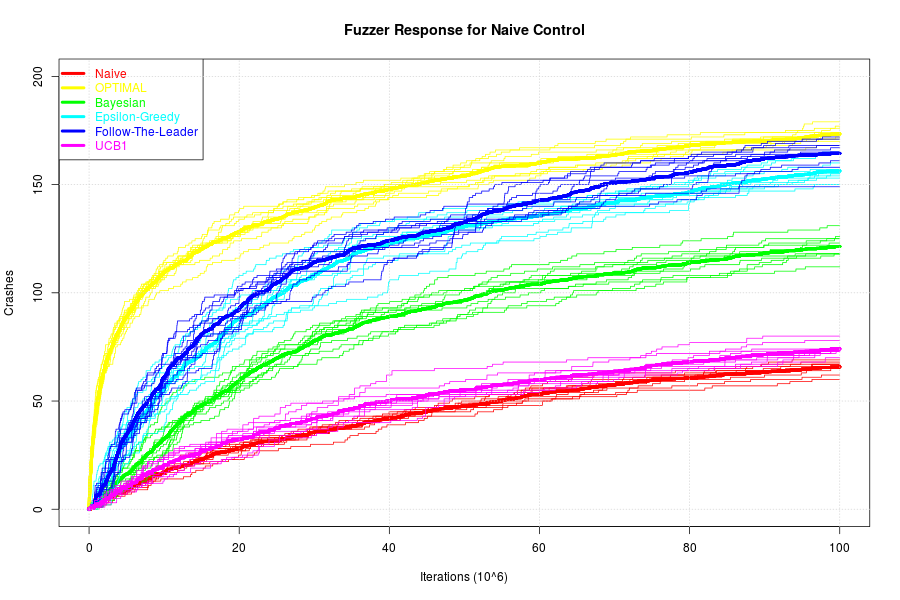 Fuzzer Response for Naive Control
Naive
OPTIMAL
Bayesian
Epsilon-Greedy
Follow-The-Leader
UCB1
Crashes
200
150
100
50
0
0 20 40 60 80 100
Iterations (10^6)